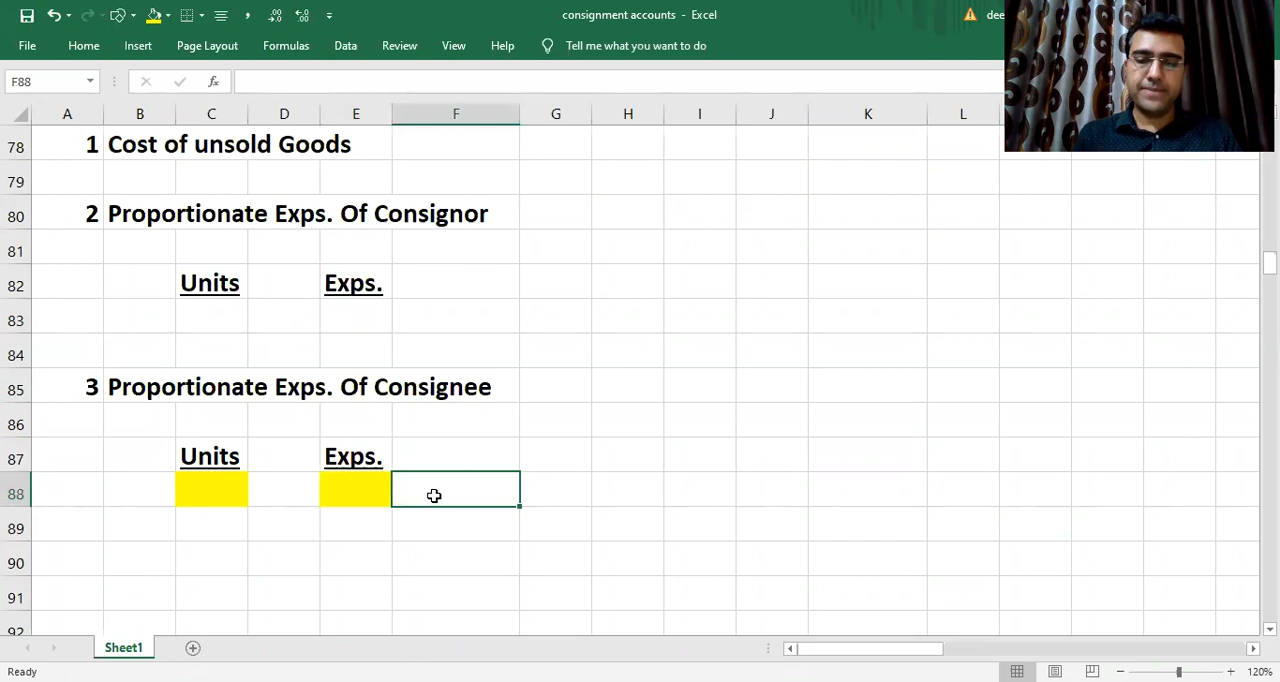 consignment accounts - Excel
dee
File Home Insert Page Layout Formulas Data Review View Help Tell me what you want to do
F88
fx
A B C D E F G H I J K L
78 1 Cost of unsold Goods
79
80 2 Proportionate Exps. Of Consignor
81
82 Units Exps.
83
84
85 3 Proportionate Exps. Of Consignee
86
87 Units Exps.
88
89
90
91
92
Sheet1
Ready
120%